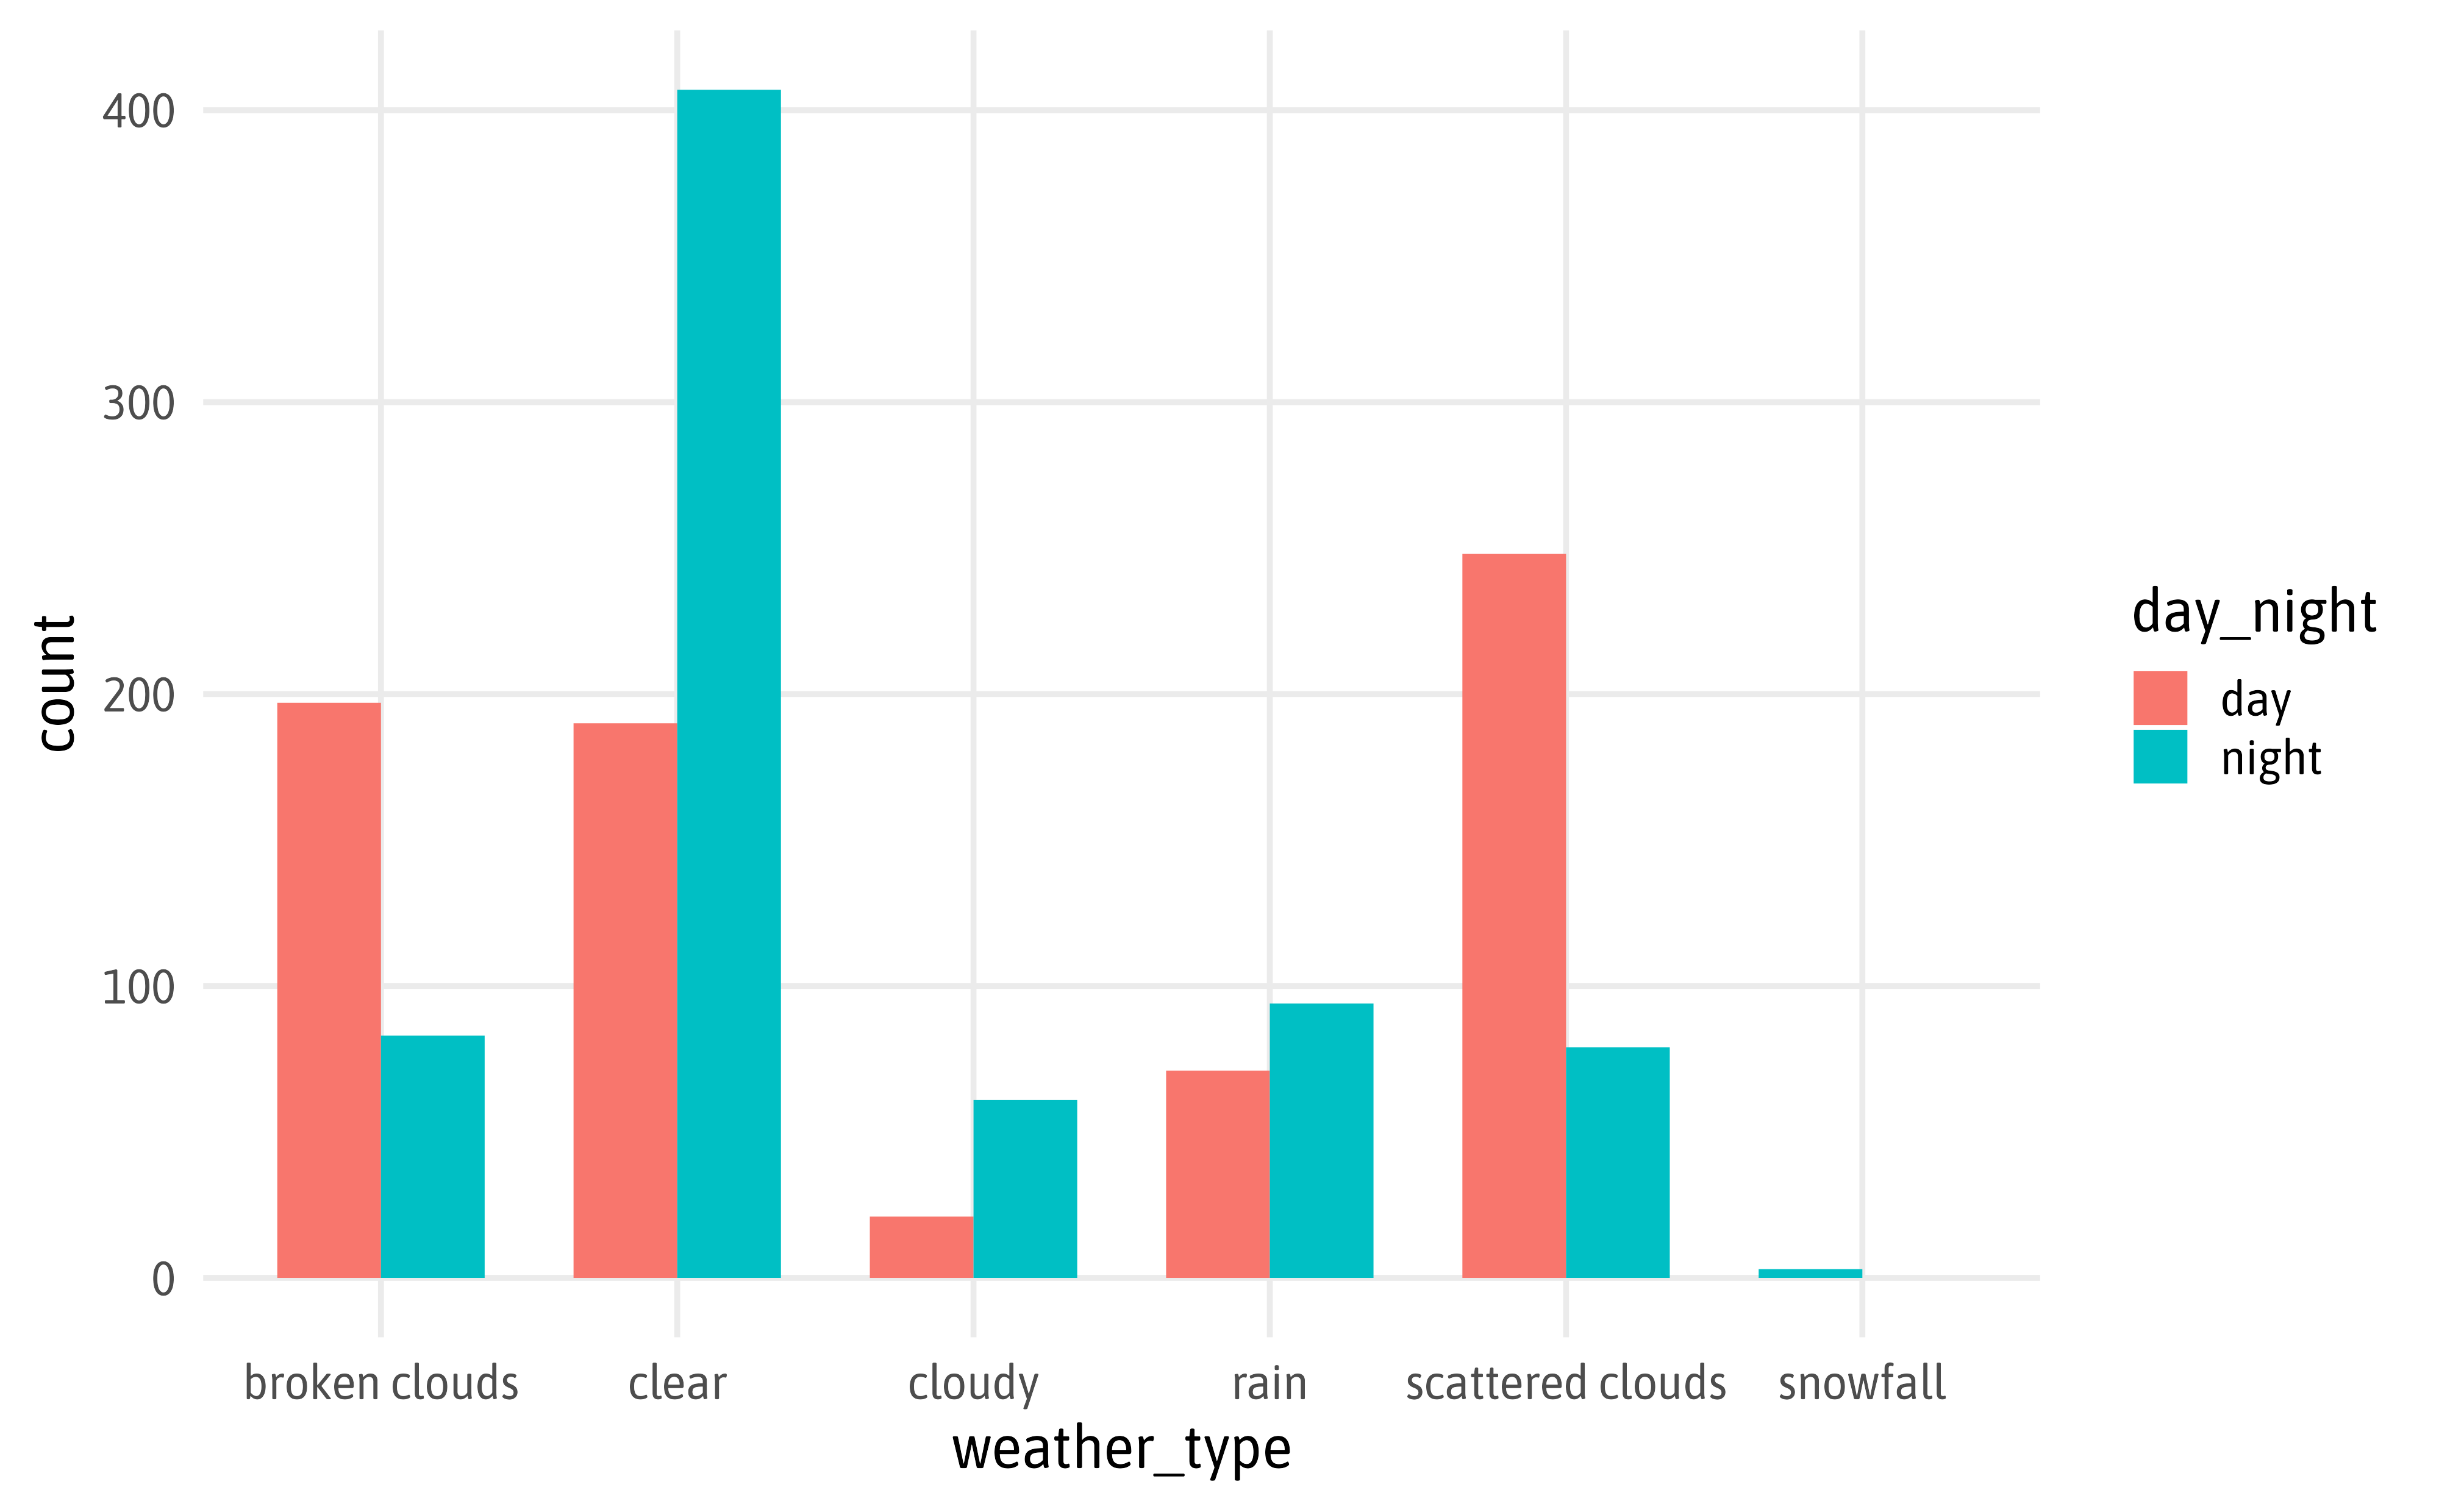 count
400
300
200
100
0
broken clouds
clear
cloudy
rain
scattered clouds
snowfall
weather_type
day_night
day
night